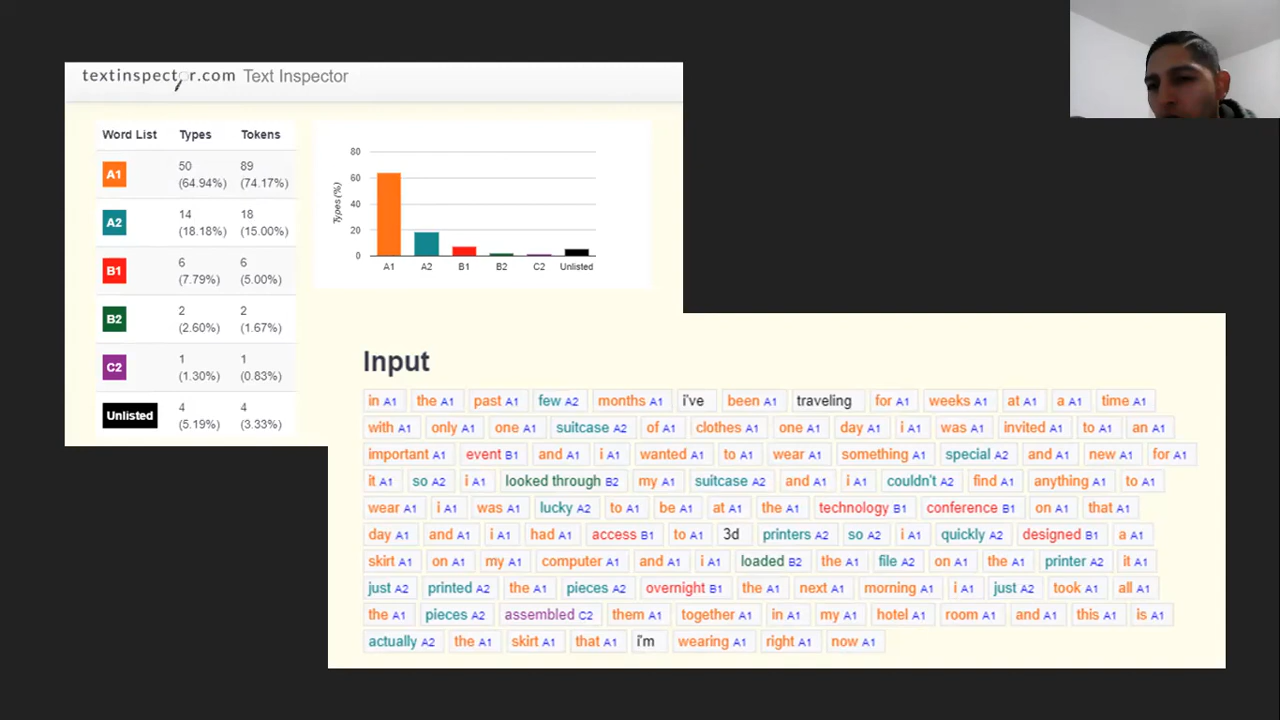 textinspector.com Text Inspector
Word List Types Tokens
A1 50 (64.94%) 89 (74.17%)
A2 14 (18.18%) 18 (15.00%)
B1 6 (7.79%) 6 (5.00%)
B2 2 (2.60%) 2 (1.67%)
C2 1 (1.30%) 1 (0.83%)
Unlisted 4 (5.19%) 4 (3.33%)
Types (%)
80
60
40
20
0
A1 A2 B1 B2 C2 Unlisted
Input
in A1 the A1 past A1 few A2 months A1 i've been A1 traveling for A1 weeks A1 at A1 a A1 time A1
with A1 only A1 one A1 suitcase A2 of A1 clothes A1 one A1 day A1 i A1 was A1 invited A1 to A1 an A1
important A1 event B1 and A1 i A1 wanted A1 to A1 wear A1 something A1 special A2 and A1 new A1 for A1
it A1 so A2 i A1 looked through B2 my A1 suitcase A2 and A1 i A1 couldn't A2 find A1 anything A1 to A1
wear A1 i A1 was A1 lucky A2 to A1 be A1 at A1 the A1 technology B1 conference B1 on A1 that A1
day A1 and A1 i A1 had A1 access B1 to A1 3d printers A2 so A2 i A1 quickly A2 designed B1 a A1
skirt A1 on A1 my A1 computer A1 and A1 i A1 loaded B2 the A1 file A2 on A1 the A1 printer A2 it A1
just A2 printed A2 the A1 pieces A2 overnight B1 the A1 next A1 morning A1 i A1 just A2 took A1 all A1
the A1 pieces A2 assembled C2 them A1 together A1 in A1 my A1 hotel A1 room A1 and A1 this A1 is A1
actually A2 the A1 skirt A1 that A1 i'm wearing A1 right A1 now A1